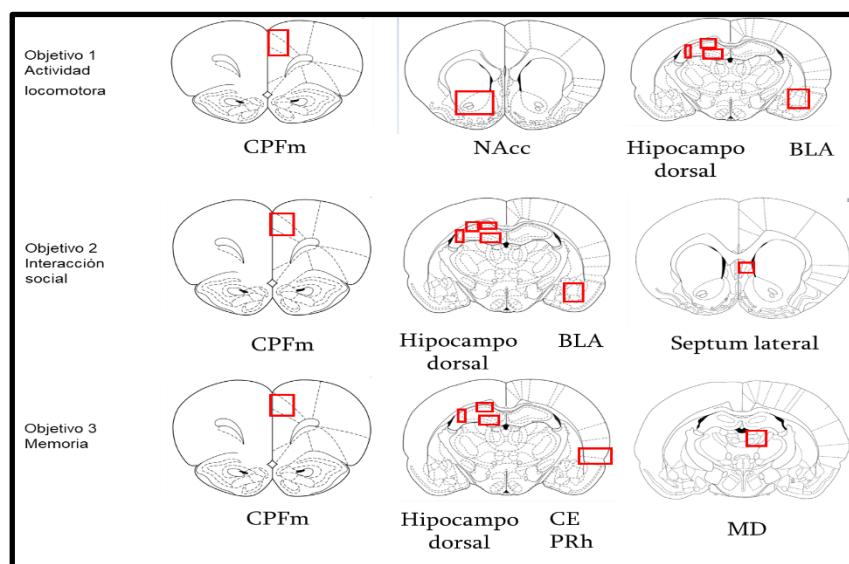 Objetivo 1
Actividad
locomotora
CPFm
NAcc
Hipocampo
dorsal
BLA
Objetivo 2
Interacción
social
CPFm
Hipocampo
dorsal
BLA
Septum lateral
Objetivo 3
Memoria
CPFm
Hipocampo
dorsal
CE
PRh
MD